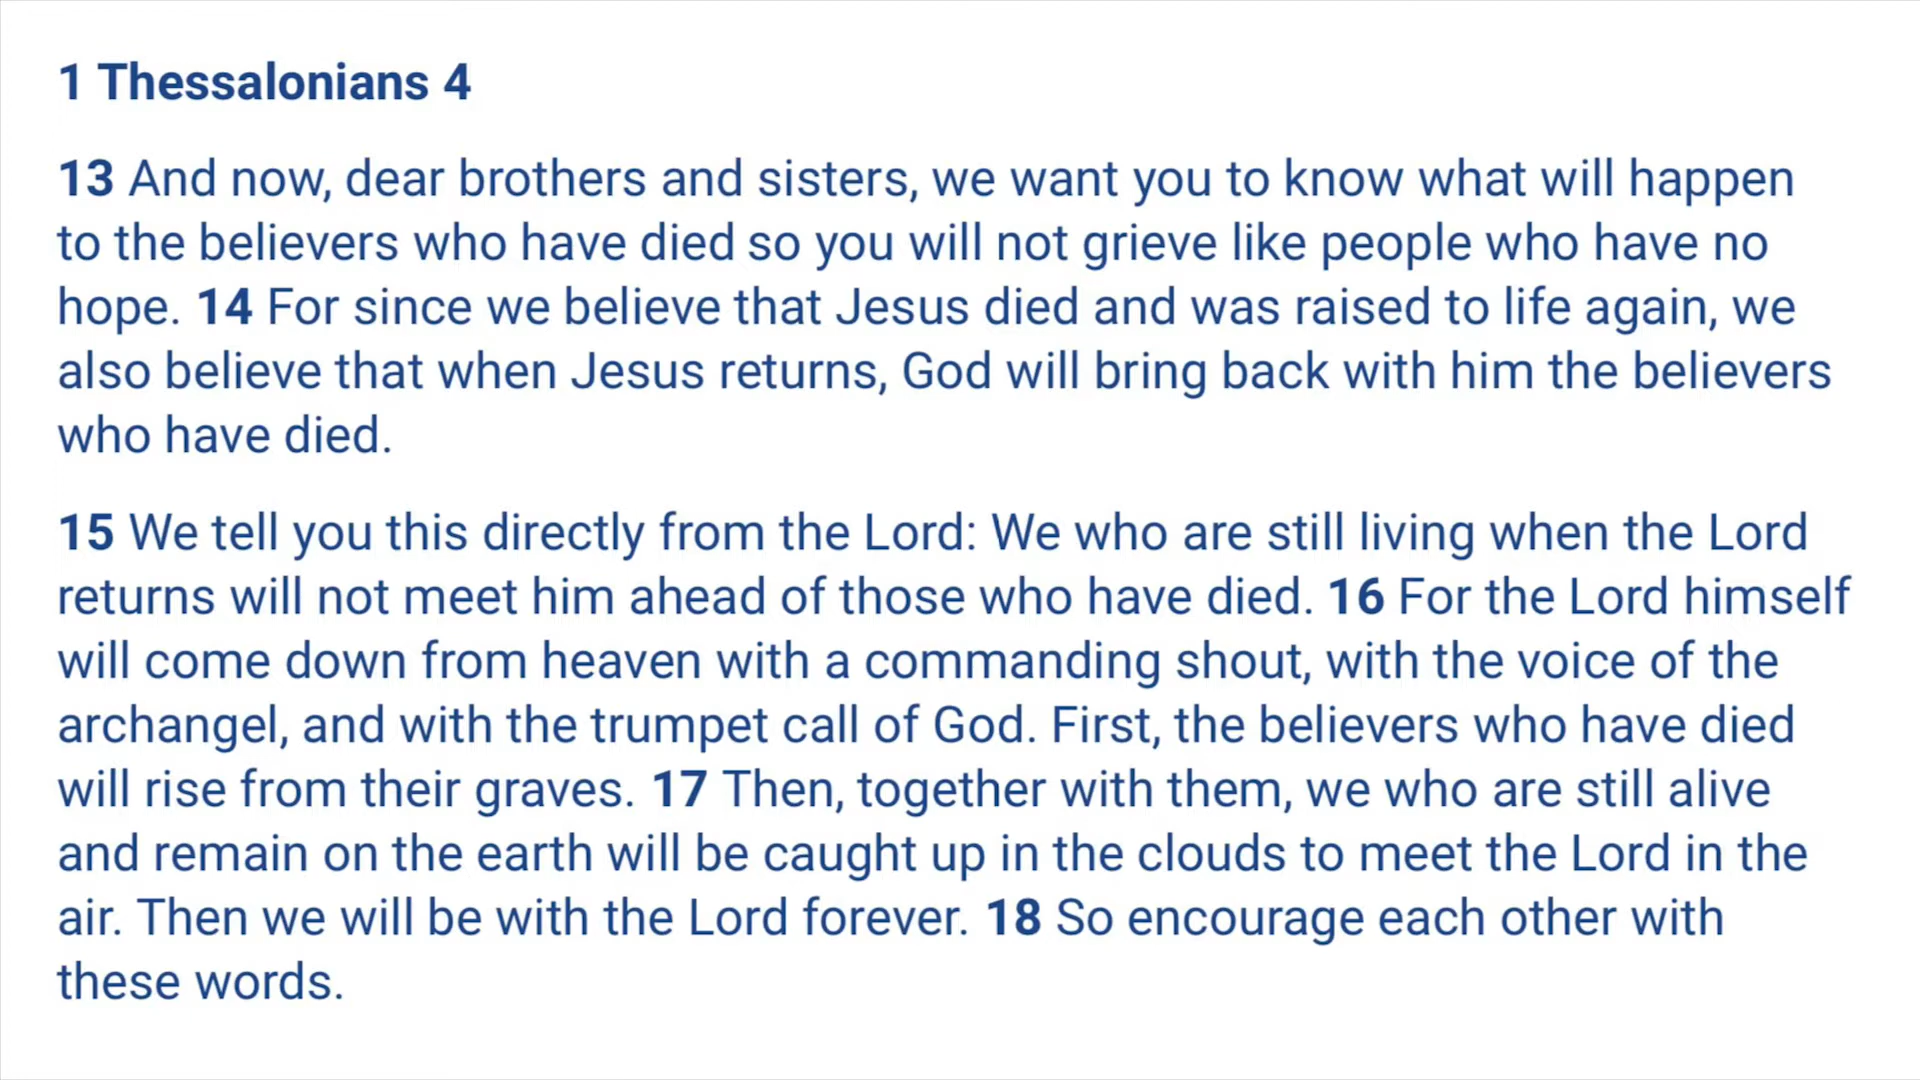 1 Thessalonians 4
13 And now, dear brothers and sisters, we want you to know what will happen
to the believers who have died so you will not grieve like people who have no
hope. 14 For since we believe that Jesus died and was raised to life again, we
also believe that when Jesus returns, God will bring back with him the believers
who have died.
15 We tell you this directly from the Lord: We who are still living when the Lord
returns will not meet him ahead of those who have died. 16 For the Lord himself
will come down from heaven with a commanding shout, with the voice of the
archangel, and with the trumpet call of God. First, the believers who have died
will rise from their graves. 17 Then, together with them, we who are still alive
and remain on the earth will be caught up in the clouds to meet the Lord in the
air. Then we will be with the Lord forever. 18 So encourage each other with
these words.